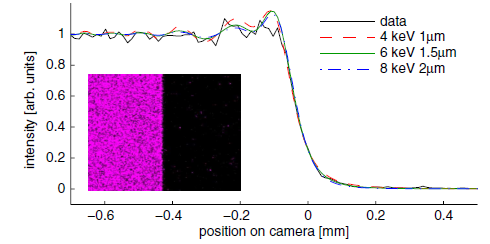 data
4 keV 1μm
6 keV 1.5μm
8 keV 2μm
intensity [arb. units]
1
0.8
0.6
0.4
0.2
0
−0.6 −0.4 −0.2 0 0.2 0.4
position on camera [mm]